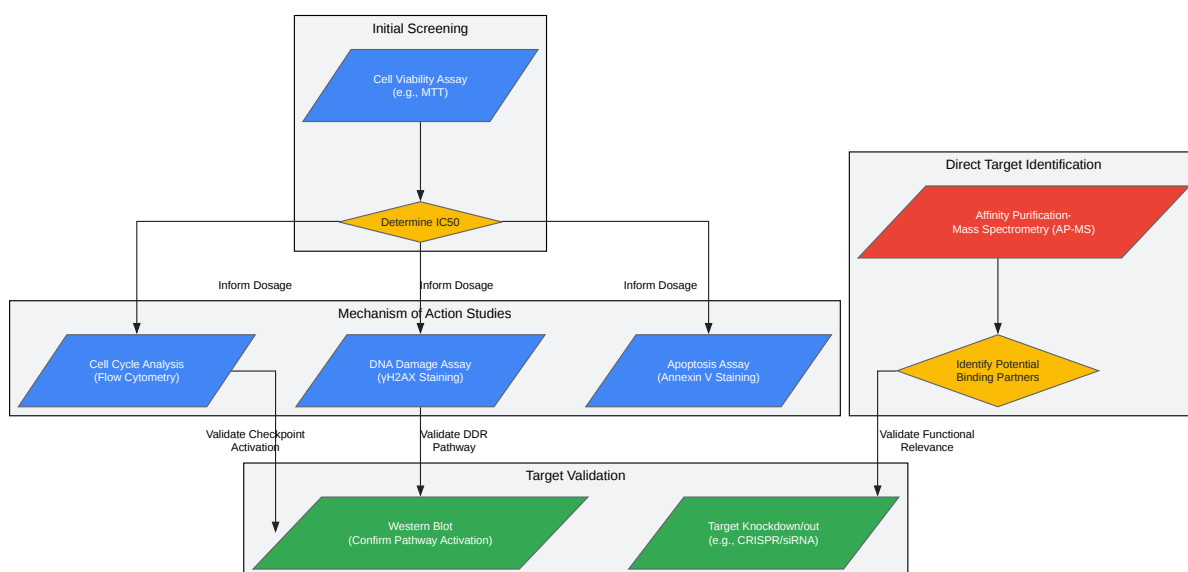 Initial Screening
Cell Viability Assay
(e.g., MTT)
Determine IC50
Direct Target Identification
Affinity Purification-
Mass Spectrometry (AP-MS)
Identify Potential
Binding Partners
Inform Dosage
Inform Dosage
Inform Dosage
Mechanism of Action Studies
Cell Cycle Analysis
(Flow Cytometry)
DNA Damage Assay
(γH2AX Staining)
Apoptosis Assay
(Annexin V Staining)
Validate Checkpoint
Activation
Validate DDR
Pathway
Validate Functional
Relevance
Target Validation
Western Blot
(Confirm Pathway Activation)
Target Knockdown/out
(e.g., CRISPR/siRNA)